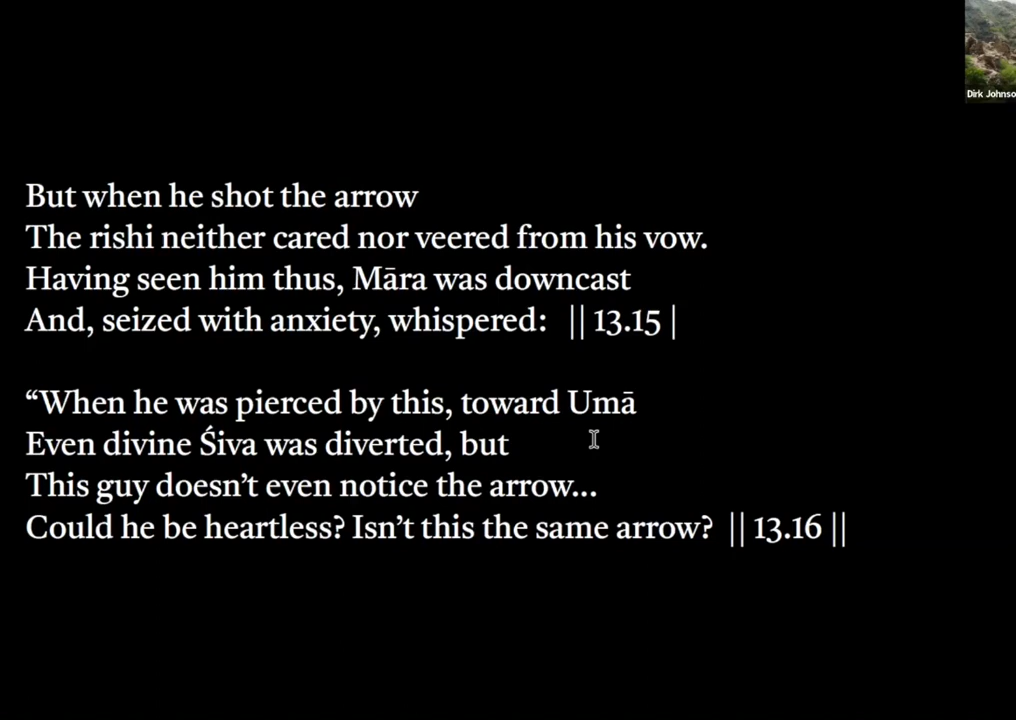 Dirk Johnso
But when he shot the arrow
The rishi neither cared nor veered from his vow.
Having seen him thus, Māra was downcast
And, seized with anxiety, whispered: || 13.15 |
“When he was pierced by this, toward Umā
Even divine Śiva was diverted, but
This guy doesn’t even notice the arrow...
Could he be heartless? Isn’t this the same arrow? || 13.16 ||